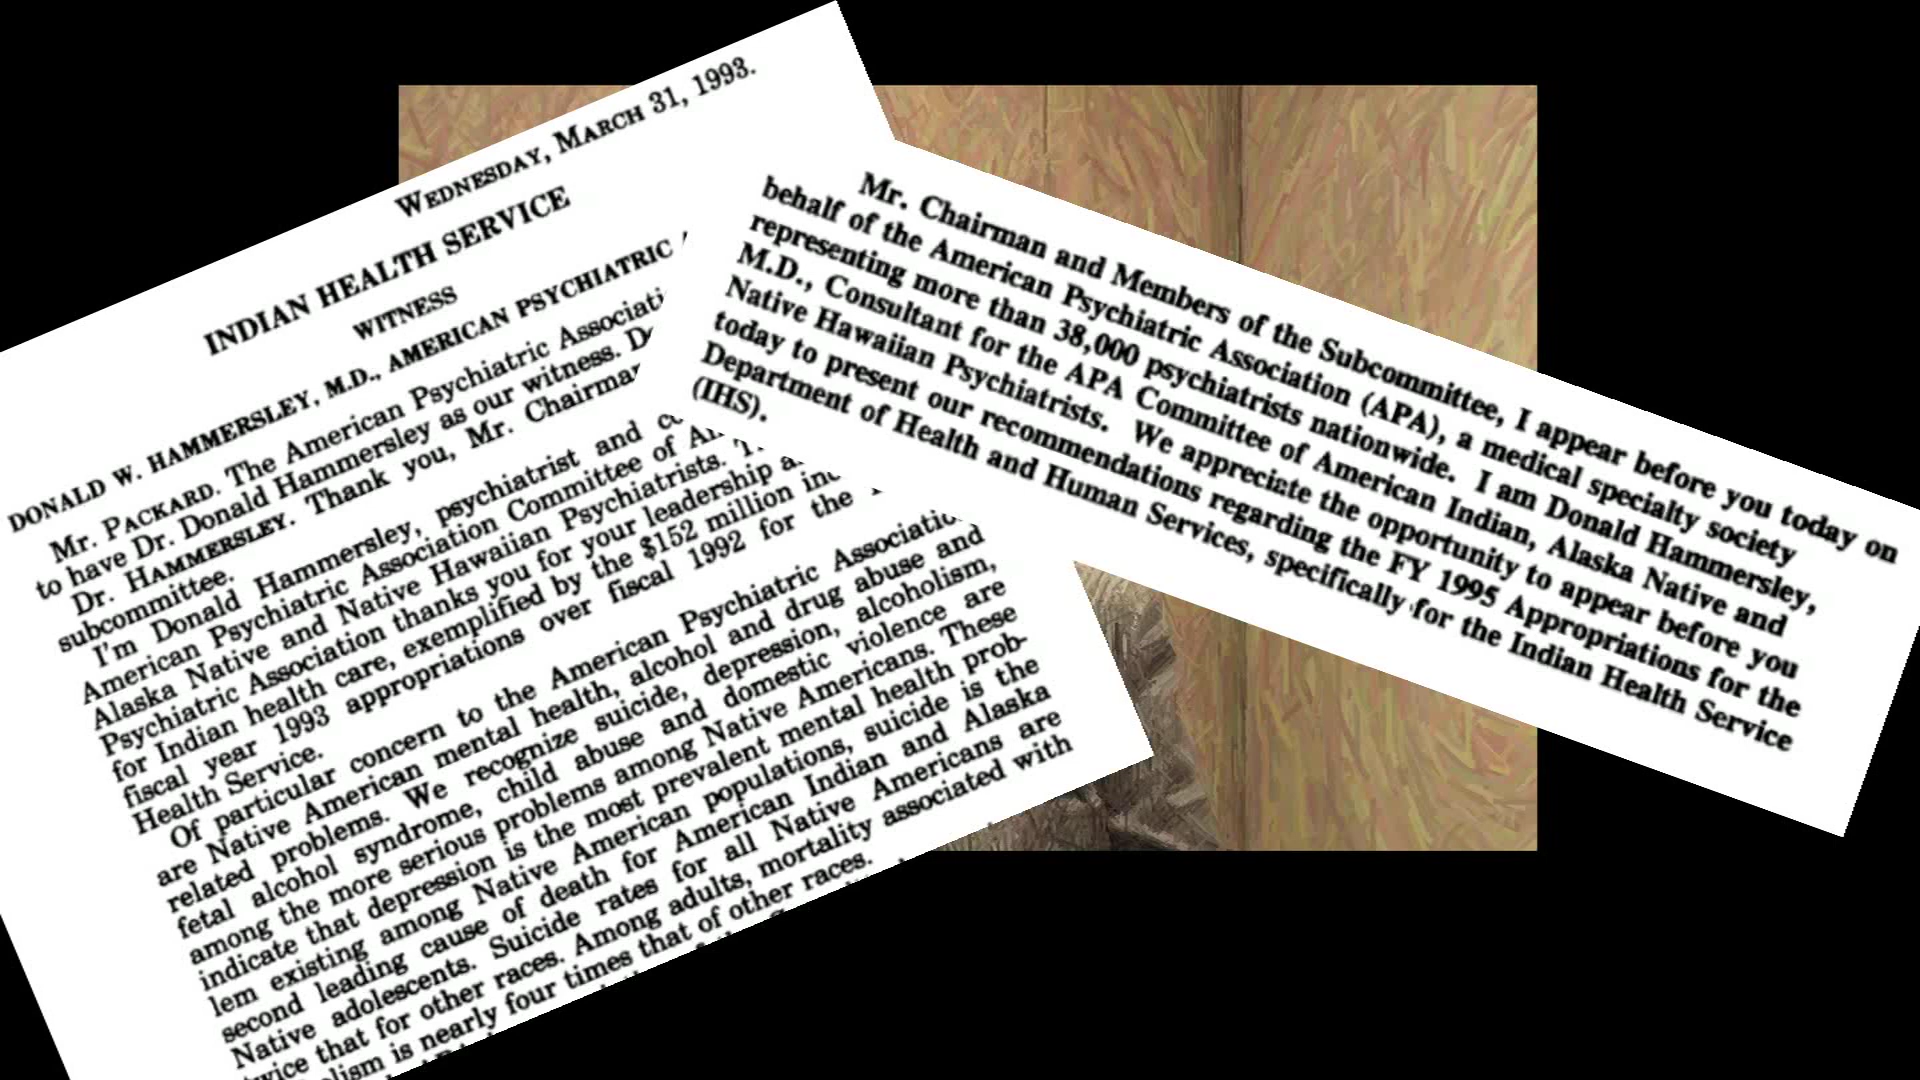 WEDNESDAY, MARCH 31, 1993.
INDIAN HEALTH SERVICE
WITNESS
DONALD W. HAMMERSLEY, M.D., AMERICAN PSYCHIATRIC
Mr. PACKARD. The American Psychiatric
to have Dr. Donald Hammersley as our witness.
Dr. HAMMERSLEY. Thank you, Mr.
subcommittee.
I'm Donald Hammersley, psychiatrist and
American Psychiatric Association Committee of
Alaska Native and Native Hawaiian Psychiatrists.
Psychiatric Association thanks you for your leadership
for Indian health care, exemplified by the $152 million
fiscal year 1993 appropriations over fiscal 1992 for the
Health Service.
Of particular concern to the American Psychiatric
are Native American mental health, alcohol and drug abuse and
related problems. We recognize suicide, depression, alcoholism,
fetal alcohol syndrome, child abuse and domestic violence are
among the more serious problems among Native Americans. These
indicate that depression is the most prevalent mental health prob-
lem existing among Native American populations, suicide is the
second leading cause of death for American Indian and Alaska
Native adolescents. Suicide rates for all Native Americans are
that for other races. Among adults, mortality associated with
is nearly four times that of other races.
Mr. Chairman and Members of the Subcommittee, I appear before you today on
behalf of the American Psychiatric Association (APA), a medical specialty society
representing more than 38,000 psychiatrists nationwide. I am Donald Hammersley,
M.D., Consultant for the APA Committee of American Indian, Alaska Native and
Native Hawaiian Psychiatrists. We appreciate the opportunity to appear before you
today to present our recommendations regarding the FY 1995 Appropriations for the
Department of Health and Human Services, specifically for the Indian Health Service
(IHS).